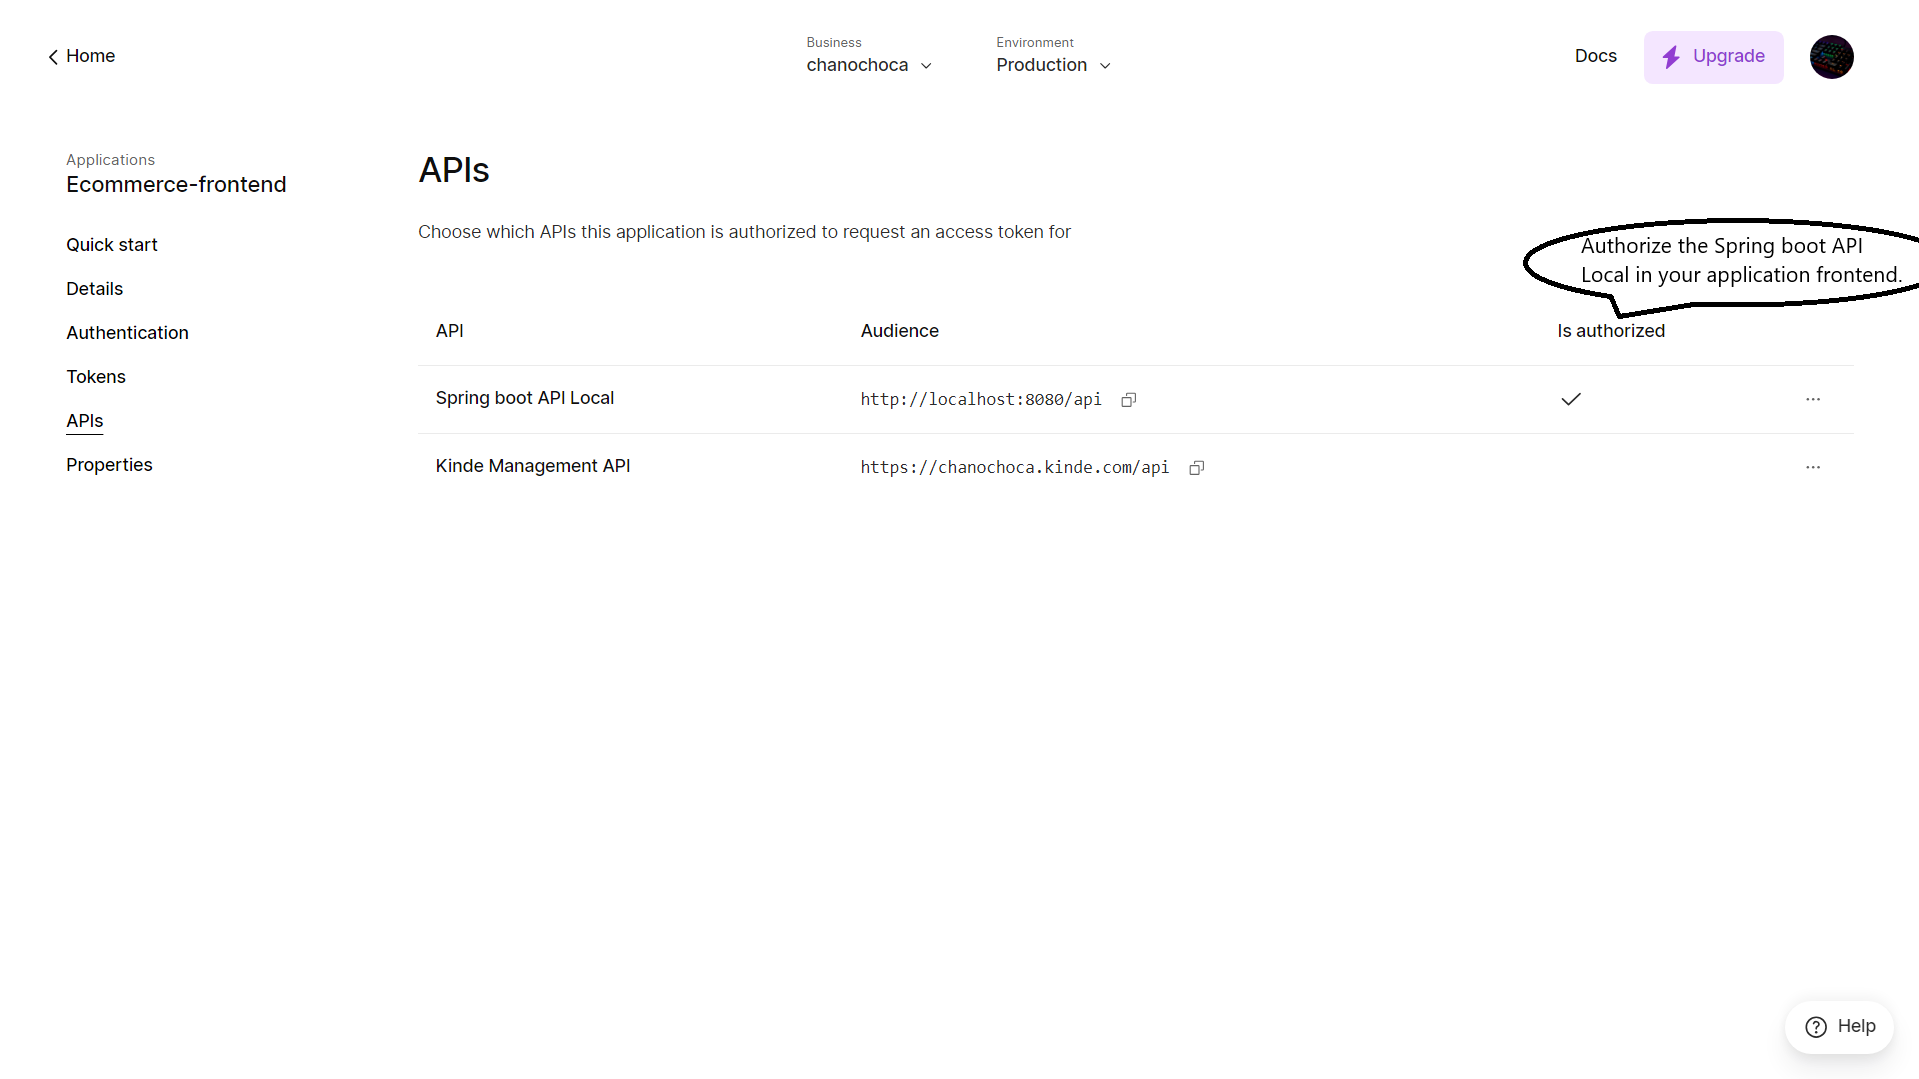 Home
Business
chanochoca
Environment
Production
Docs
Upgrade
Applications
Ecommerce-frontend
Quick start
Details
Authentication
Tokens
APIs
Properties
APIs
Choose which APIs this application is authorized to request an access token for
Authorize the Spring boot API
Local in your application frontend.
API Audience Is authorized
Spring boot API Local http://localhost:8080/api
Kinde Management API https://chanochoca.kinde.com/api
Help